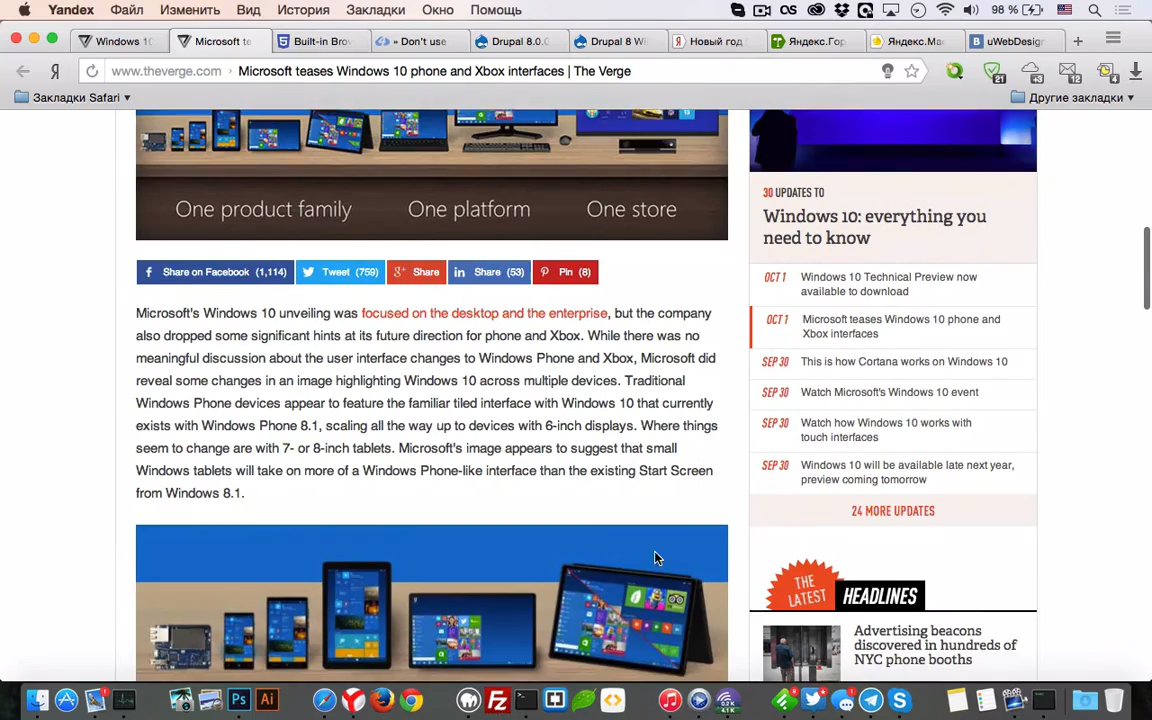 Yandex Файл Изменить Вид История Закладки Окно Помощь 98 %
Windows 10 Microsoft te Built-in Bro » Don't use Drupal 8.0.0 Drupal 8 Wil Новый год Яндекс.Гор Яндекс.Ма uWebDesign
Я www.theverge.com › Microsoft teases Windows 10 phone and Xbox interfaces | The Verge 21 +3 12 4
Закладки Safari Другие закладки
One product family One platform One store
Share on Facebook (1,114) Tweet (759) Share Share (53) Pin (8)
Microsoft's Windows 10 unveiling was focused on the desktop and the enterprise, but the company
also dropped some significant hints at its future direction for phone and Xbox. While there was no
meaningful discussion about the user interface changes to Windows Phone and Xbox, Microsoft did
reveal some changes in an image highlighting Windows 10 across multiple devices. Traditional
Windows Phone devices appear to feature the familiar tiled interface with Windows 10 that currently
exists with Windows Phone 8.1, scaling all the way up to devices with 6-inch displays. Where things
seem to change are with 7- or 8-inch tablets. Microsoft's image appears to suggest that small
Windows tablets will take on more of a Windows Phone-like interface than the existing Start Screen
from Windows 8.1.
30 UPDATES TO
Windows 10: everything you
need to know
OCT 1 Windows 10 Technical Preview now
available to download
OCT 1 Microsoft teases Windows 10 phone and
Xbox interfaces
SEP 30 This is how Cortana works on Windows 10
SEP 30 Watch Microsoft's Windows 10 event
SEP 30 Watch how Windows 10 works with
touch interfaces
SEP 30 Windows 10 will be available late next year,
preview coming tomorrow
24 MORE UPDATES
THE
LATEST HEADLINES
Advertising beacons
discovered in hundreds of
NYC phone booths